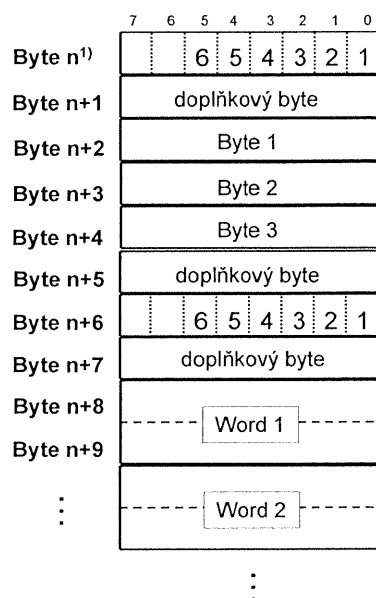 7 6 5 4 3 2 1 0
Byte n¹⁾ 6 5 4 3 2 1
Byte n+1 doplňkový byte
Byte n+2 Byte 1
Byte n+3 Byte 2
Byte n+4 Byte 3
Byte n+5 doplňkový byte
Byte n+6 6 5 4 3 2 1
Byte n+7 doplňkový byte
Byte n+8
Word 1
Byte n+9
Word 2